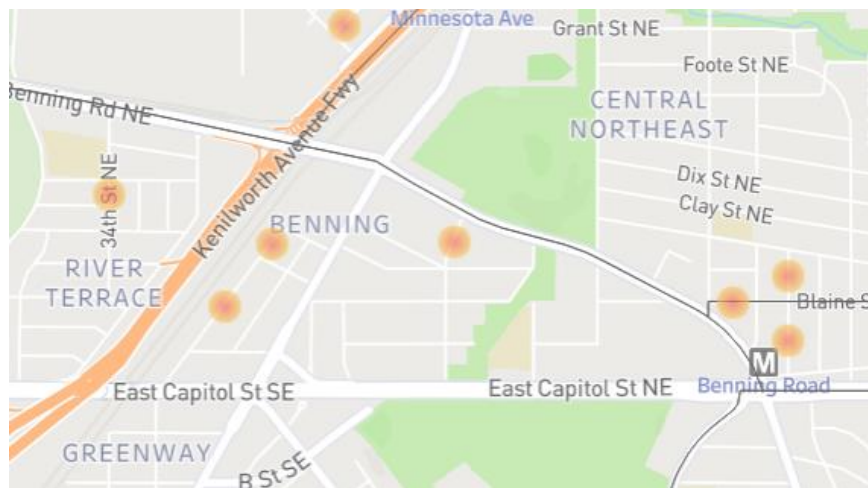 Minnesota Ave
Grant St NE
Foote St NE
Benning Rd NE
CENTRAL
NORTHEAST
Kenilworth Avenue Fwy
34th St NE
Dix St NE
Clay St NE
BENNING
RIVER
TERRACE
Blaine S
M
East Capitol St SE
East Capitol St NE
Benning Road
GREENWAY
B St SE